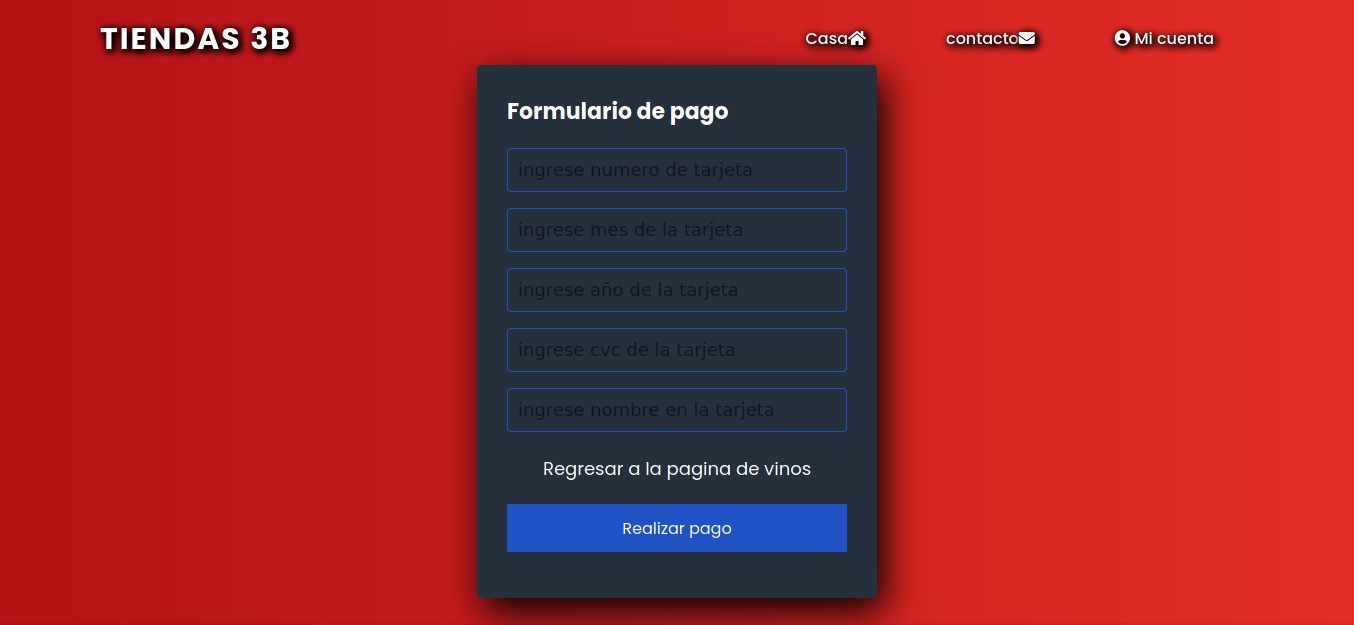 TIENDAS 3B
Casa
contacto
Mi cuenta
Formulario de pago
ingrese numero de tarjeta
ingrese mes de la tarjeta
ingrese año de la tarjeta
ingrese cvc de la tarjeta
ingrese nombre en la tarjeta
Regresar a la pagina de vinos
Realizar pago